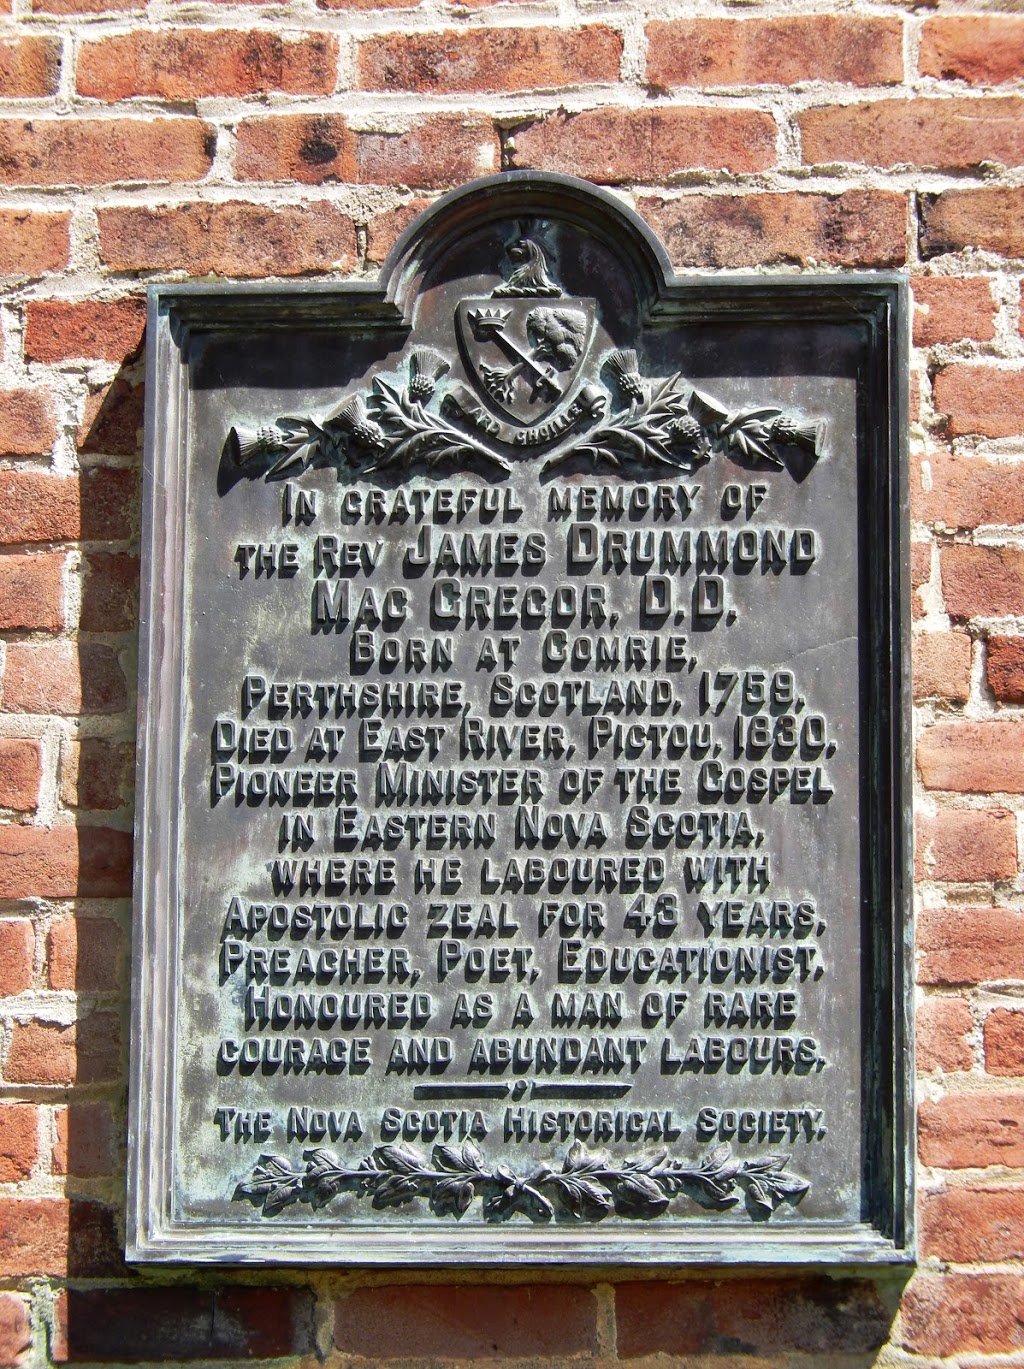 ARD CHOILLE
IN GRATEFUL MEMORY OF
THE REV JAMES DRUMMOND
MAC GREGOR, D.D.
BORN AT COMRIE,
PERTHSHIRE, SCOTLAND, 1759,
DIED AT EAST RIVER, PICTOU, 1830,
PIONEER MINISTER OF THE GOSPEL
IN EASTERN NOVA SCOTIA,
WHERE HE LABOURED WITH
APOSTOLIC ZEAL FOR 43 YEARS,
PREACHER, POET, EDUCATIONIST,
HONOURED AS A MAN OF RARE
COURAGE AND ABUNDANT LABOURS.
THE NOVA SCOTIA HISTORICAL SOCIETY.